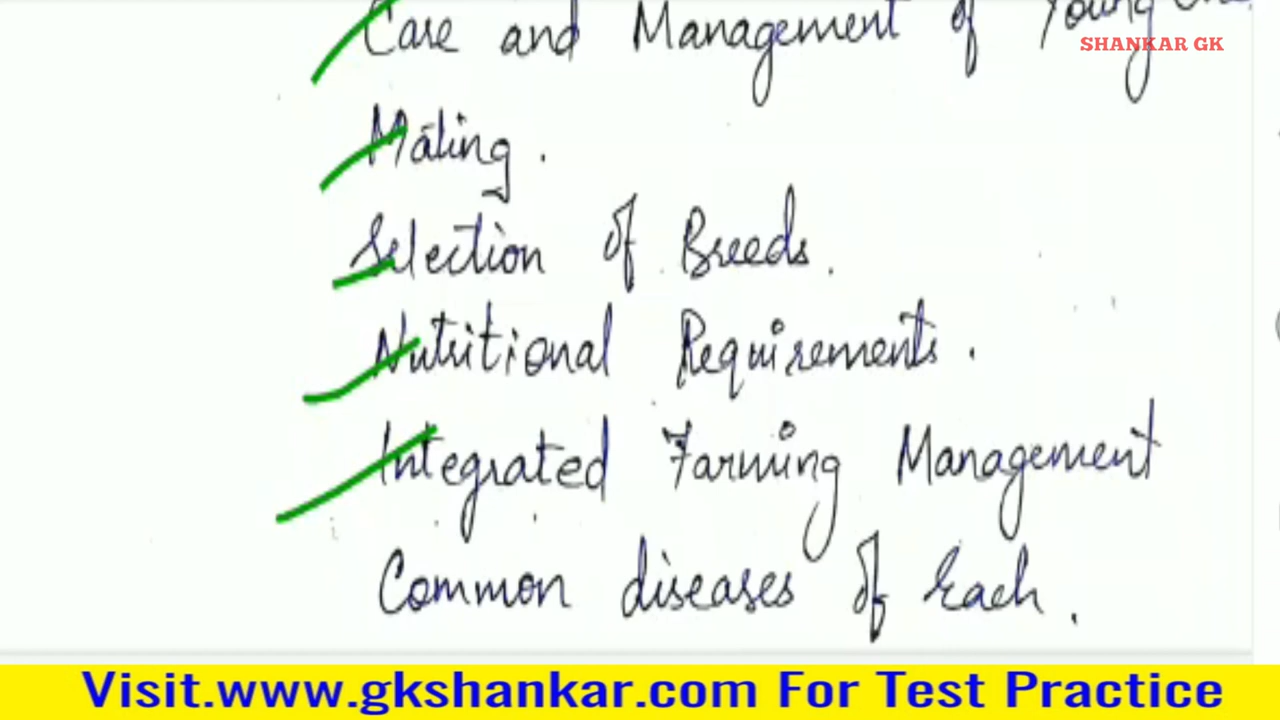 Care and Management of Young
SHANKAR GK
Mating.
Selection of Breeds.
Nutritional Requirements.
Integrated Farming Management
Common diseases of Each.
Visit.www.gkshankar.com For Test Practice